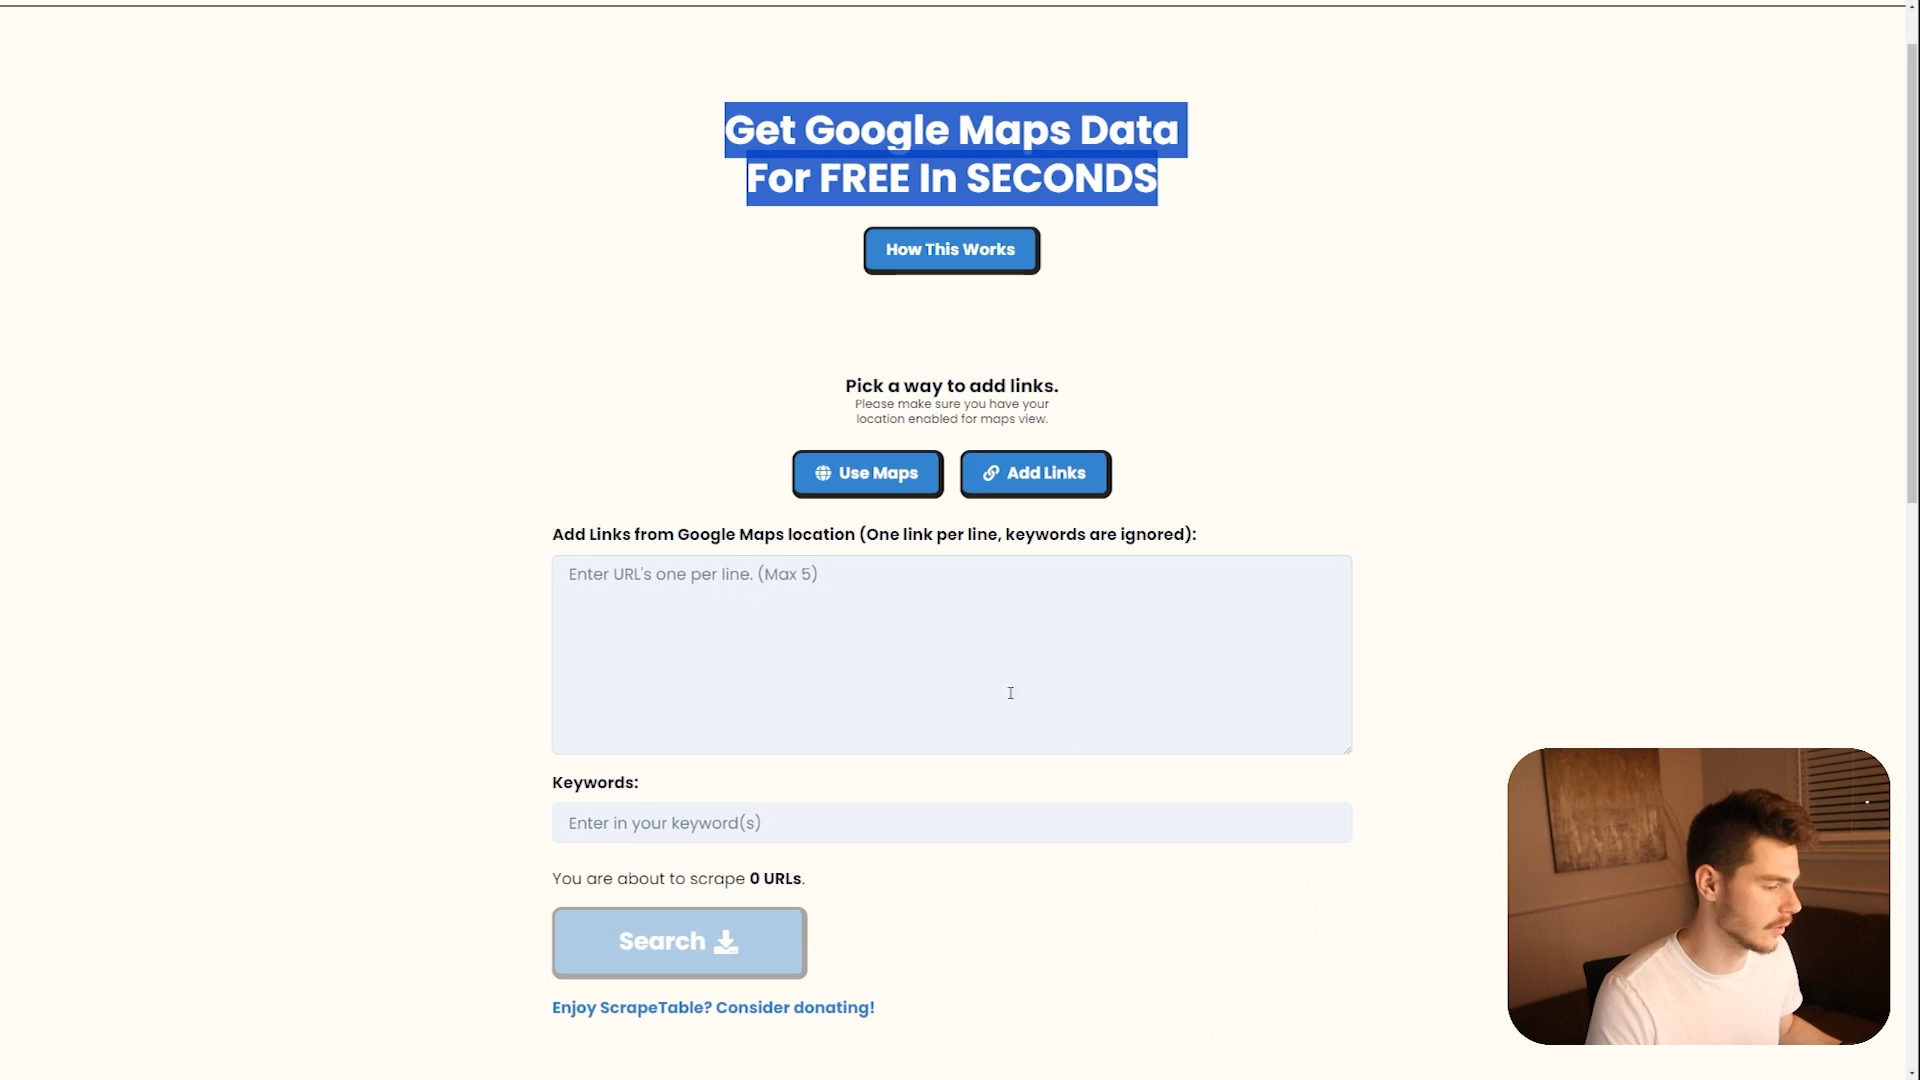 Get Google Maps Data
For FREE In SECONDS
How This Works
Pick a way to add links.
Please make sure you have your
location enabled for maps view.
Use Maps
Add Links
Add Links from Google Maps location (One link per line, keywords are ignored):
Enter URL's one per line. (Max 5)
Keywords:
Enter in your keyword(s)
You are about to scrape 0 URLs.
Search
Enjoy ScrapeTable? Consider donating!